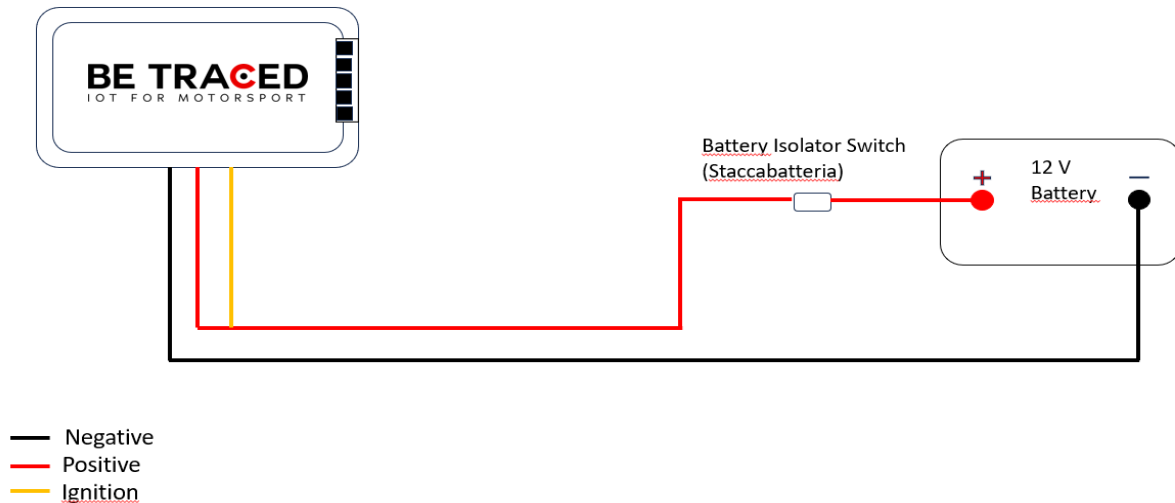 BE TRACED
IOT FOR MOTORSPORT
Battery Isolator Switch
(Staccabatteria)
+
12 V
Battery
—
Negative
Positive
Ignition